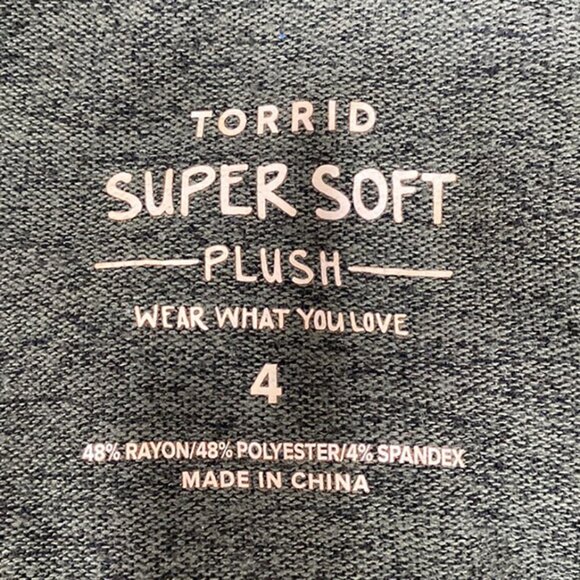 TORRID
SUPER SOFT
PLUSH
WEAR WHAT YOU LOVE
4
48% RAYON/48% POLYESTER/4% SPANDEX
MADE IN CHINA